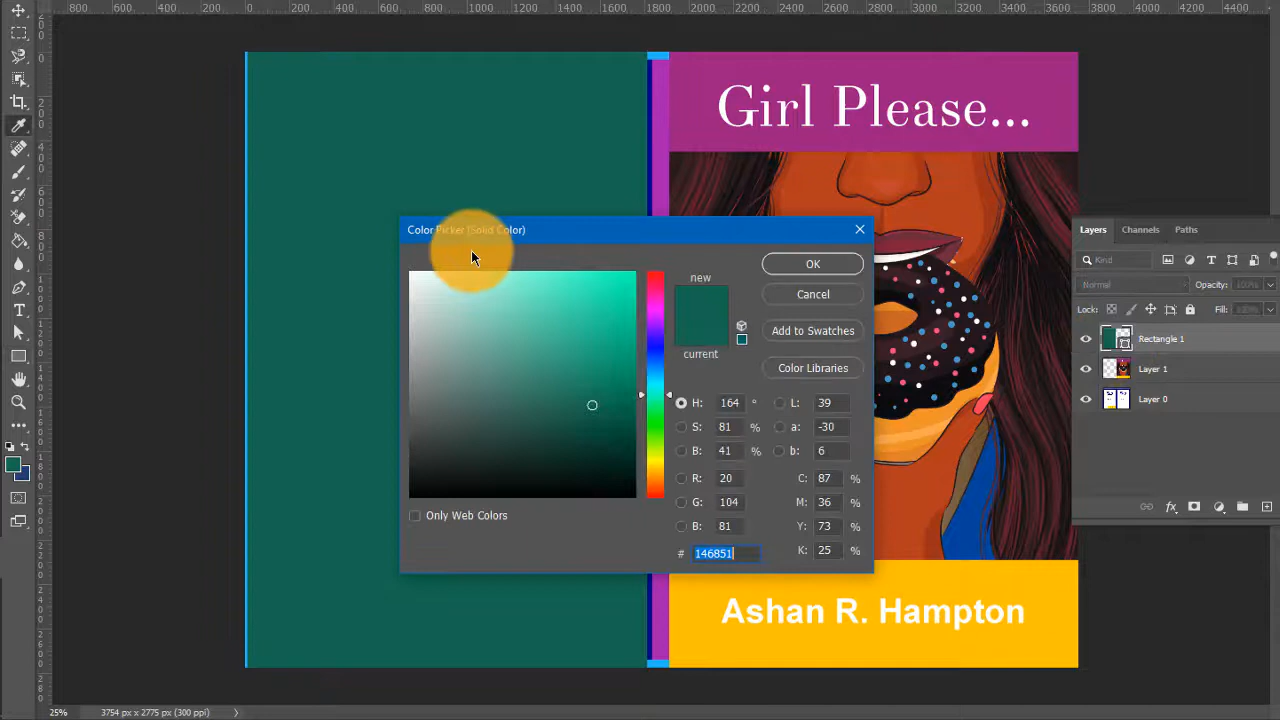 800 600 400 200 0 200 400 600 800 1000 1200 1400 1600 1800 2000 2200 2400 2600 2800 3000 3200 3400 3600 3800 4000 4200 4400
Girl Please...
Color Picker (Solid Color)
new
current
OK
Cancel
Add to Swatches
Color Libraries
H: 164 °
S: 81 %
B: 41 %
R: 20
G: 104
B: 81
# 146851
L: 39
a: -30
b: 6
C: 87 %
M: 36 %
Y: 73 %
K: 25 %
Only Web Colors
Ashan R. Hampton
Layers Channels Paths
Kind
Normal Opacity: 100%
Lock: Fill:
Rectangle 1
Layer 1
Layer 0
fx
25% 3754 px x 2775 px (300 ppi)